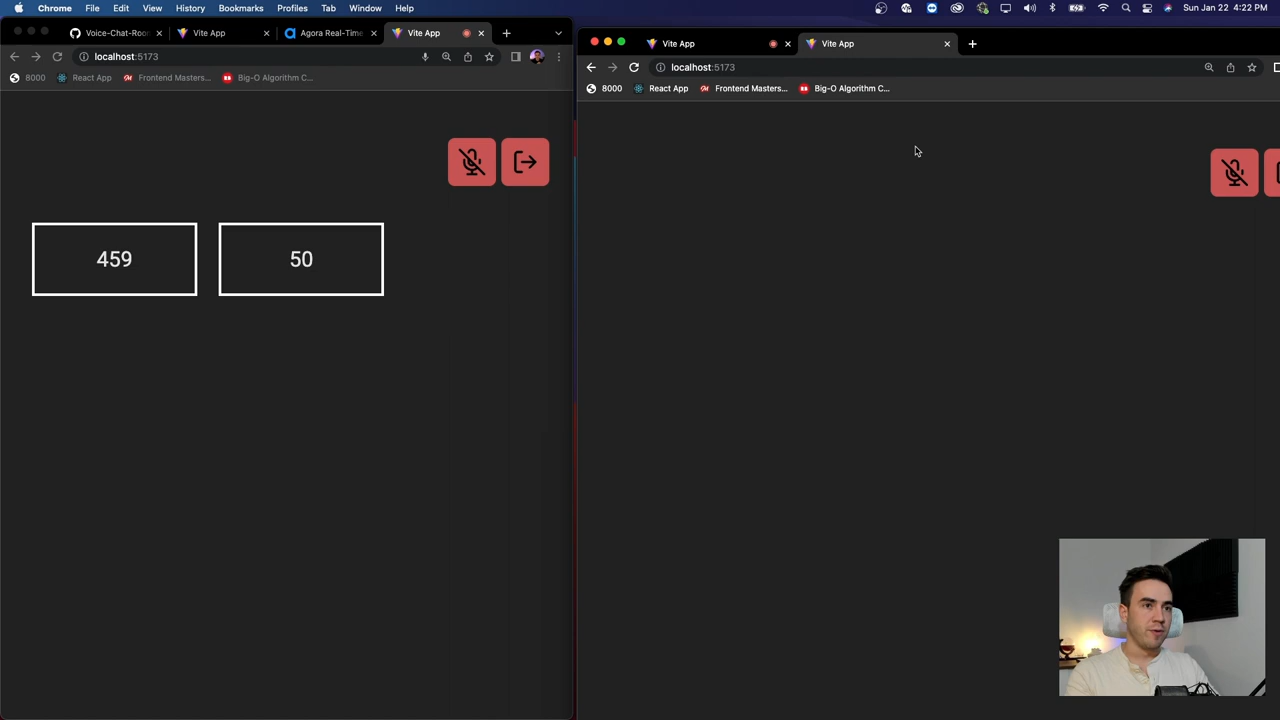 Chrome File Edit View History Bookmarks Profiles Tab Window Help Sun Jan 22 4:22 PM
Voice-Chat-Roo Vite App Agora Real-Time Vite App
localhost:5173
8000 React App Frontend Masters... Big-O Algorithm C...
459 50
Vite App Vite App
localhost:5173
8000 React App Frontend Masters... Big-O Algorithm C...